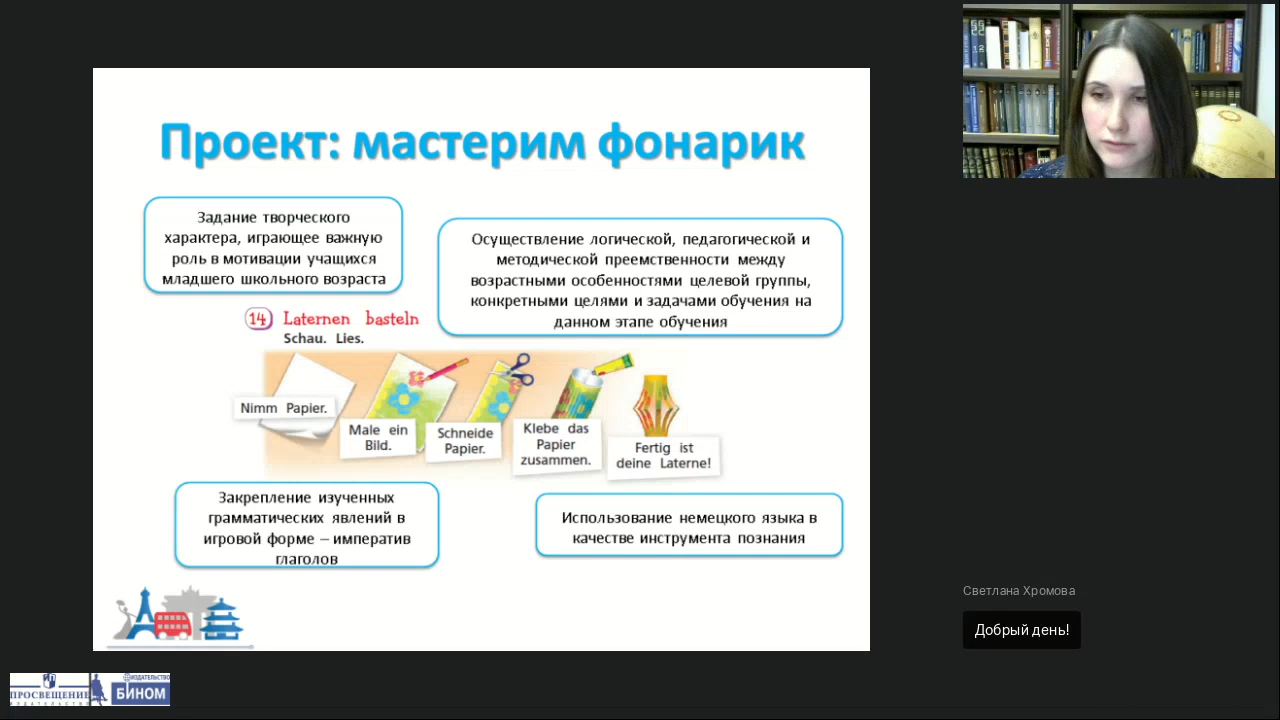 Проект: мастерим фонарик
Задание творческого
характера, играющее важную
роль в мотивации учащихся
младшего школьного возраста
Осуществление логической, педагогической и
методической преемственности между
возрастными особенностями целевой группы,
конкретными целями и задачами обучения на
данном этапе обучения
14 Laternen basteln
Schau. Lies.
Nimm Papier.
Male ein
Bild.
Schneide
Papier.
Klebe das
Papier
zusammen.
Fertig ist
deine Laterne!
Закрепление изученных
грамматических явлений в
игровой форме – императив
глаголов
Использование немецкого языка в
качестве инструмента познания
Светлана Хромова
Добрый день!
ПРОСВЕЩЕНИЕ
ИЗДАТЕЛЬСТВО
ИЗДАТЕЛЬСТВО
БИНОМ